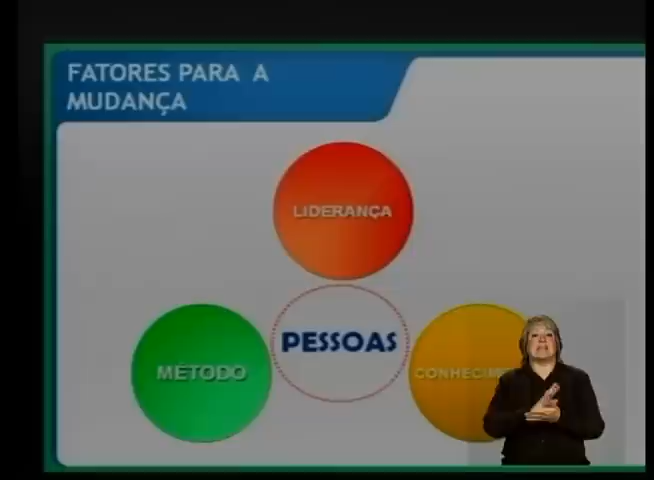 FATORES PARA A
MUDANÇA
LIDERANÇA
PESSOAS
MÉTODO